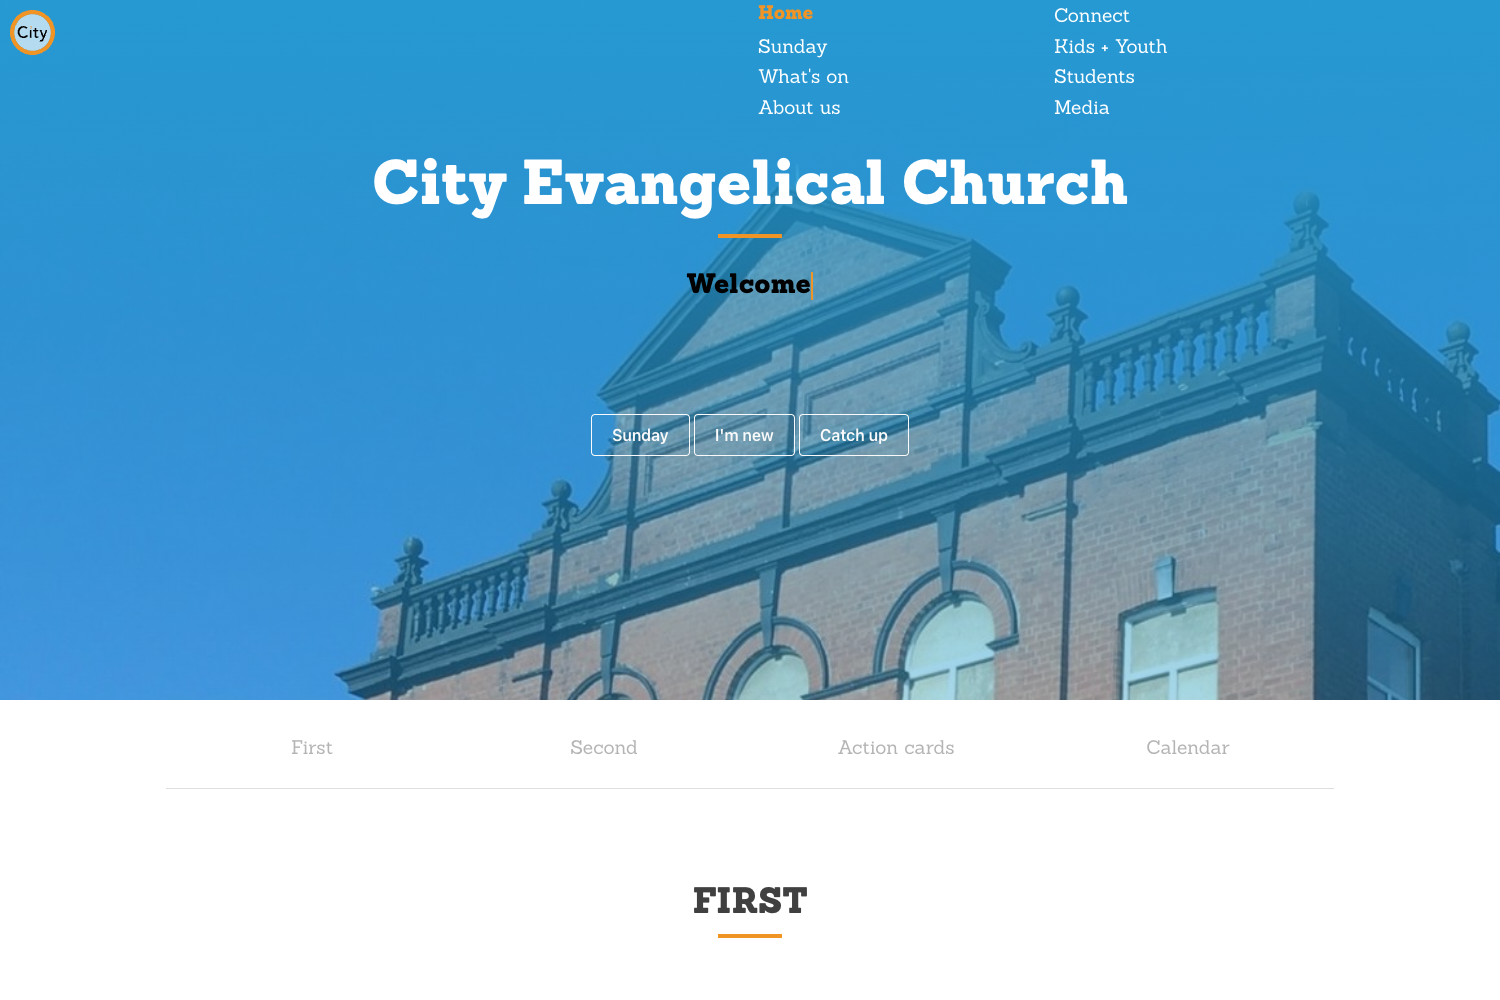 City
Home
Sunday
What's on
About us
Connect
Kids + Youth
Students
Media
City Evangelical Church
Welcome
Sunday
I'm new
Catch up
First
Second
Action cards
Calendar
FIRST